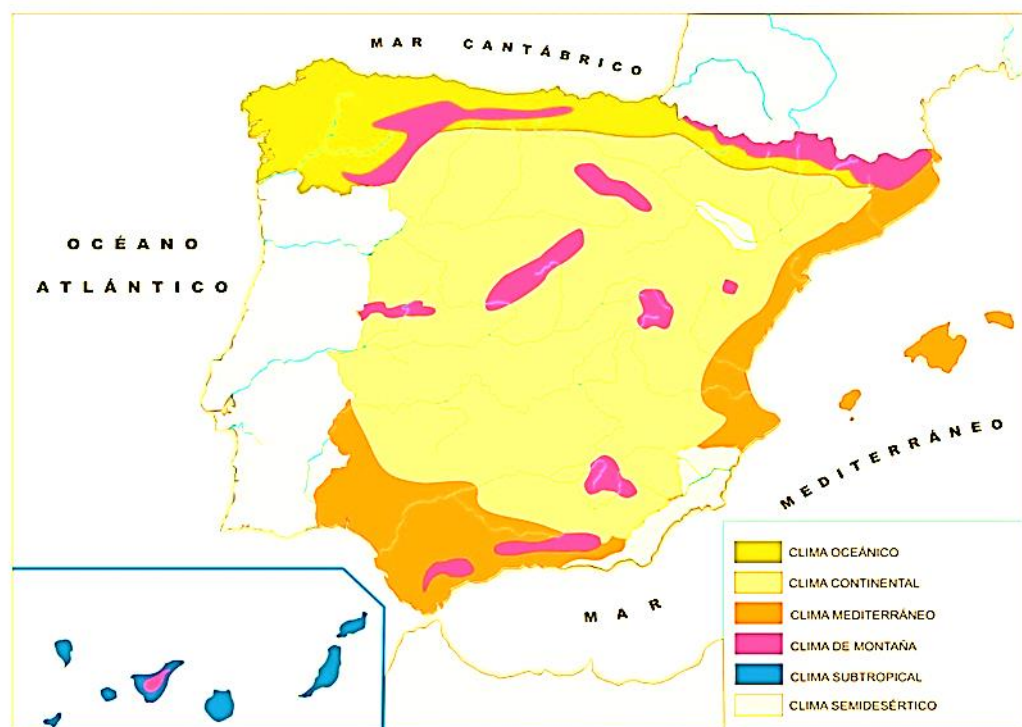 MAR CANTÁBRICO
OCÉANO
ATLÁNTICO
MEDITERRÁNEO
MAR
CLIMA OCEÁNICO
CLIMA CONTINENTAL
CLIMA MEDITERRÁNEO
CLIMA DE MONTAÑA
CLIMA SUBTROPICAL
CLIMA SEMIDESÉRTICO